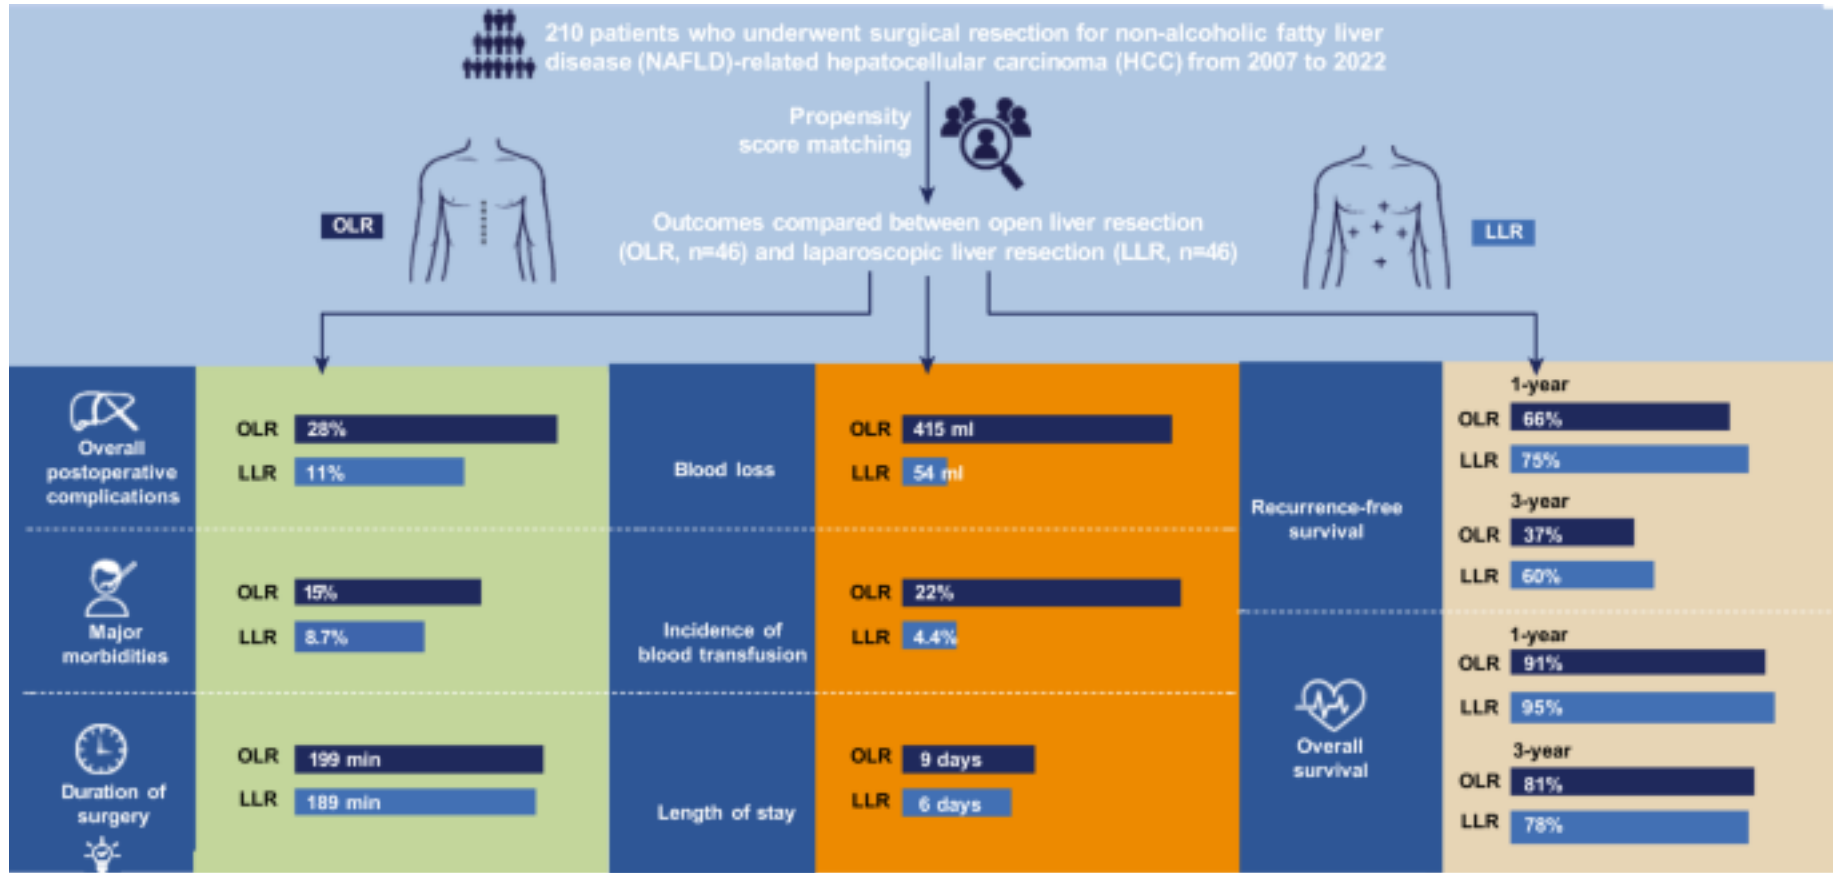 210 patients who underwent surgical resection for non-alcoholic fatty liver
disease (NAFLD)-related hepatocellular carcinoma (HCC) from 2007 to 2022
Propensity
score matching
OLR
Outcomes compared between open liver resection
(OLR, n=46) and laparoscopic liver resection (LLR, n=46)
LLR
Overall
postoperative
complications
OLR 28%
LLR 11%
Major
morbidities
OLR 15%
LLR 8.7%
Duration of
surgery
OLR 199 min
LLR 189 min
Blood loss
OLR 415 ml
LLR 54 ml
Incidence of
blood transfusion
OLR 22%
LLR 4.4%
Length of stay
OLR 9 days
LLR 6 days
Recurrence-free
survival
1-year
OLR 66%
LLR 75%
3-year
OLR 37%
LLR 60%
Overall
survival
1-year
OLR 91%
LLR 95%
3-year
OLR 81%
LLR 78%